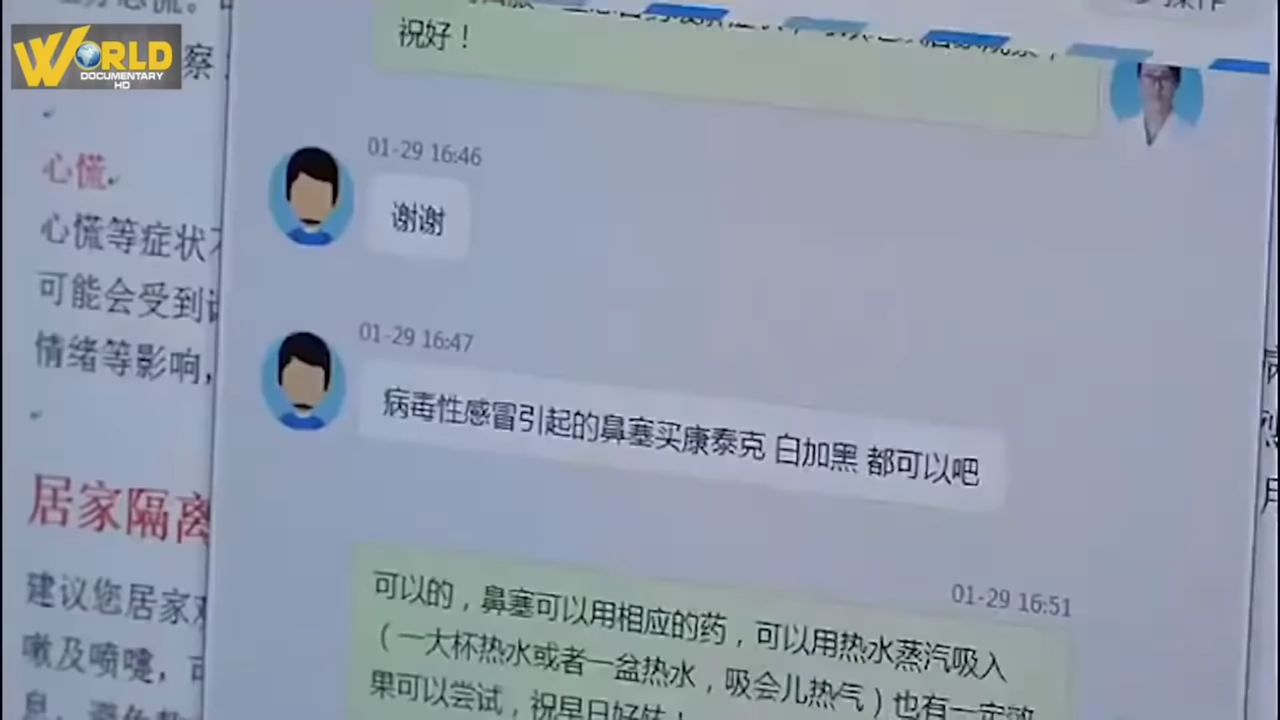 WORLD
DOCUMENTARY
HD
察
心慌
心慌等症状
可能会受到
情绪等影响，
居家隔离
建议您居家
嗽及喷嚏，
祝好！
01-29 16:46
谢谢
01-29 16:47
病毒性感冒引起的鼻塞买康泰克 白加黑 都可以吧
01-29 16:51
可以的，鼻塞可以用相应的药，可以用热水蒸汽吸入
（一大杯热水或者一盆热水，吸会儿热气）也有一定效
果可以尝试，祝早日好转！